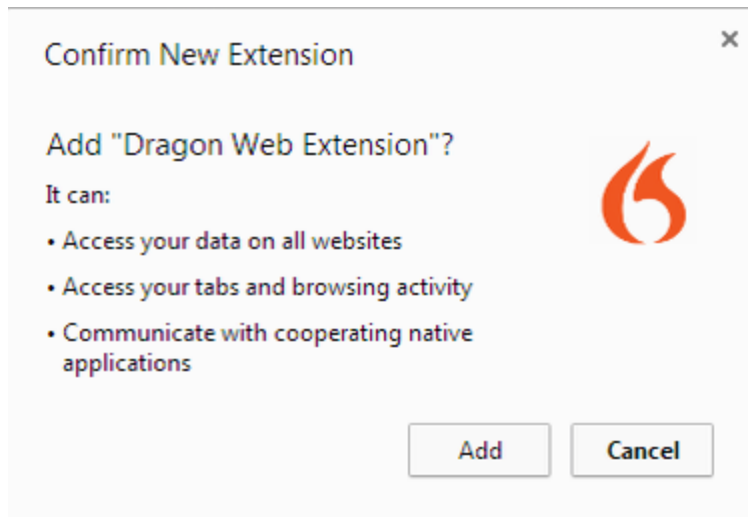 Confirm New Extension
Add "Dragon Web Extension"?
It can:
• Access your data on all websites
• Access your tabs and browsing activity
• Communicate with cooperating native
applications
Add Cancel